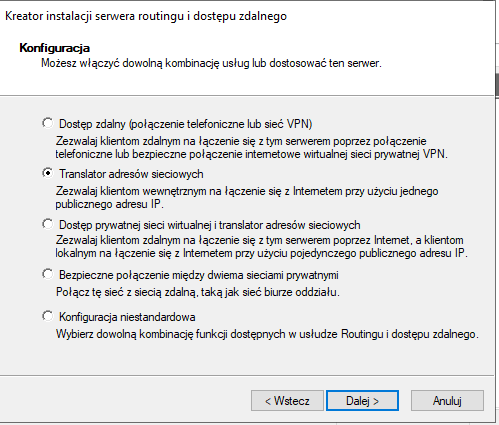 Kreator instalacji serwera routingu i dostępu zdalnego
Konfiguracja
Możesz włączyć dowolną kombinację usług lub dostosować ten serwer.
Dostęp zdalny (połączenie telefoniczne lub sieć VPN)
Zezwalaj klientom zdalnym na łączenie się z tym serwerem poprzez połączenie
telefoniczne lub bezpieczne połączenie internetowe wirtualnej sieci prywatnej VPN.
Translator adresów sieciowych
Zezwalaj klientom wewnętrznym na łączenie się z Internetem przy użyciu jednego
publicznego adresu IP.
Dostęp prywatnej sieci wirtualnej i translator adresów sieciowych
Zezwalaj klientom zdalnym na łączenie się z tym serwerem poprzez Internet, a klientom
lokalnym na łączenie się z Internetem przy użyciu pojedynczego publicznego adresu IP.
Bezpieczne połączenie między dwiema sieciami prywatnymi
Połącz tę sieć z siecią zdalną, taką jak sieć biurze oddziału.
Konfiguracja niestandardowa
Wybierz dowolną kombinację funkcji dostępnych w usłudze Routingu i dostępu zdalnego.
< Wstecz
Dalej >
Anuluj